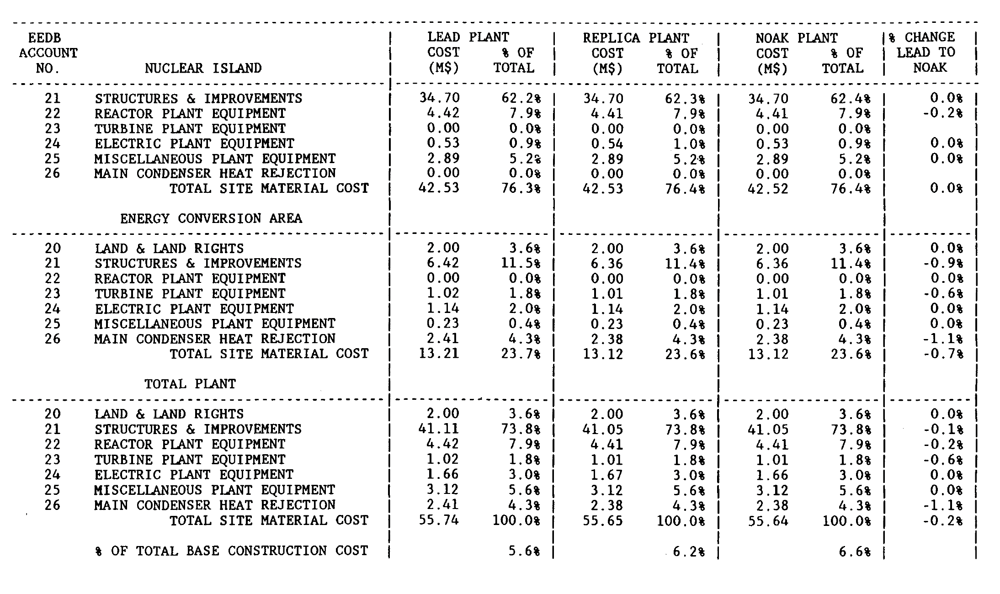 EEDB LEAD PLANT REPLICA PLANT NOAK PLANT % CHANGE
ACCOUNT COST % OF COST % OF COST % OF LEAD TO
NO. NUCLEAR ISLAND (M$) TOTAL (M$) TOTAL (M$) TOTAL NOAK
21 STRUCTURES & IMPROVEMENTS 34.70 62.2% 34.70 62.3% 34.70 62.4% 0.0%
22 REACTOR PLANT EQUIPMENT 4.42 7.9% 4.41 7.9% 4.41 7.9% -0.2%
23 TURBINE PLANT EQUIPMENT 0.00 0.0% 0.00 0.0% 0.00 0.0%
24 ELECTRIC PLANT EQUIPMENT 0.53 0.9% 0.54 1.0% 0.53 0.9% 0.0%
25 MISCELLANEOUS PLANT EQUIPMENT 2.89 5.2% 2.89 5.2% 2.89 5.2% 0.0%
26 MAIN CONDENSER HEAT REJECTION 0.00 0.0% 0.00 0.0% 0.00 0.0%
TOTAL SITE MATERIAL COST 42.53 76.3% 42.53 76.4% 42.52 76.4% 0.0%
ENERGY CONVERSION AREA
20 LAND & LAND RIGHTS 2.00 3.6% 2.00 3.6% 2.00 3.6% 0.0%
21 STRUCTURES & IMPROVEMENTS 6.42 11.5% 6.36 11.4% 6.36 11.4% -0.9%
22 REACTOR PLANT EQUIPMENT 0.00 0.0% 0.00 0.0% 0.00 0.0% 0.0%
23 TURBINE PLANT EQUIPMENT 1.02 1.8% 1.01 1.8% 1.01 1.8% -0.6%
24 ELECTRIC PLANT EQUIPMENT 1.14 2.0% 1.14 2.0% 1.14 2.0% 0.0%
25 MISCELLANEOUS PLANT EQUIPMENT 0.23 0.4% 0.23 0.4% 0.23 0.4% 0.0%
26 MAIN CONDENSER HEAT REJECTION 2.41 4.3% 2.38 4.3% 2.38 4.3% -1.1%
TOTAL SITE MATERIAL COST 13.21 23.7% 13.12 23.6% 13.12 23.6% -0.7%
TOTAL PLANT
20 LAND & LAND RIGHTS 2.00 3.6% 2.00 3.6% 2.00 3.6% 0.0%
21 STRUCTURES & IMPROVEMENTS 41.11 73.8% 41.05 73.8% 41.05 73.8% -0.1%
22 REACTOR PLANT EQUIPMENT 4.42 7.9% 4.41 7.9% 4.41 7.9% -0.2%
23 TURBINE PLANT EQUIPMENT 1.02 1.8% 1.01 1.8% 1.01 1.8% -0.6%
24 ELECTRIC PLANT EQUIPMENT 1.66 3.0% 1.67 3.0% 1.66 3.0% 0.0%
25 MISCELLANEOUS PLANT EQUIPMENT 3.12 5.6% 3.12 5.6% 3.12 5.6% 0.0%
26 MAIN CONDENSER HEAT REJECTION 2.41 4.3% 2.38 4.3% 2.38 4.3% -1.1%
TOTAL SITE MATERIAL COST 55.74 100.0% 55.65 100.0% 55.64 100.0% -0.2%
% OF TOTAL BASE CONSTRUCTION COST 5.6% 6.2% 6.6%